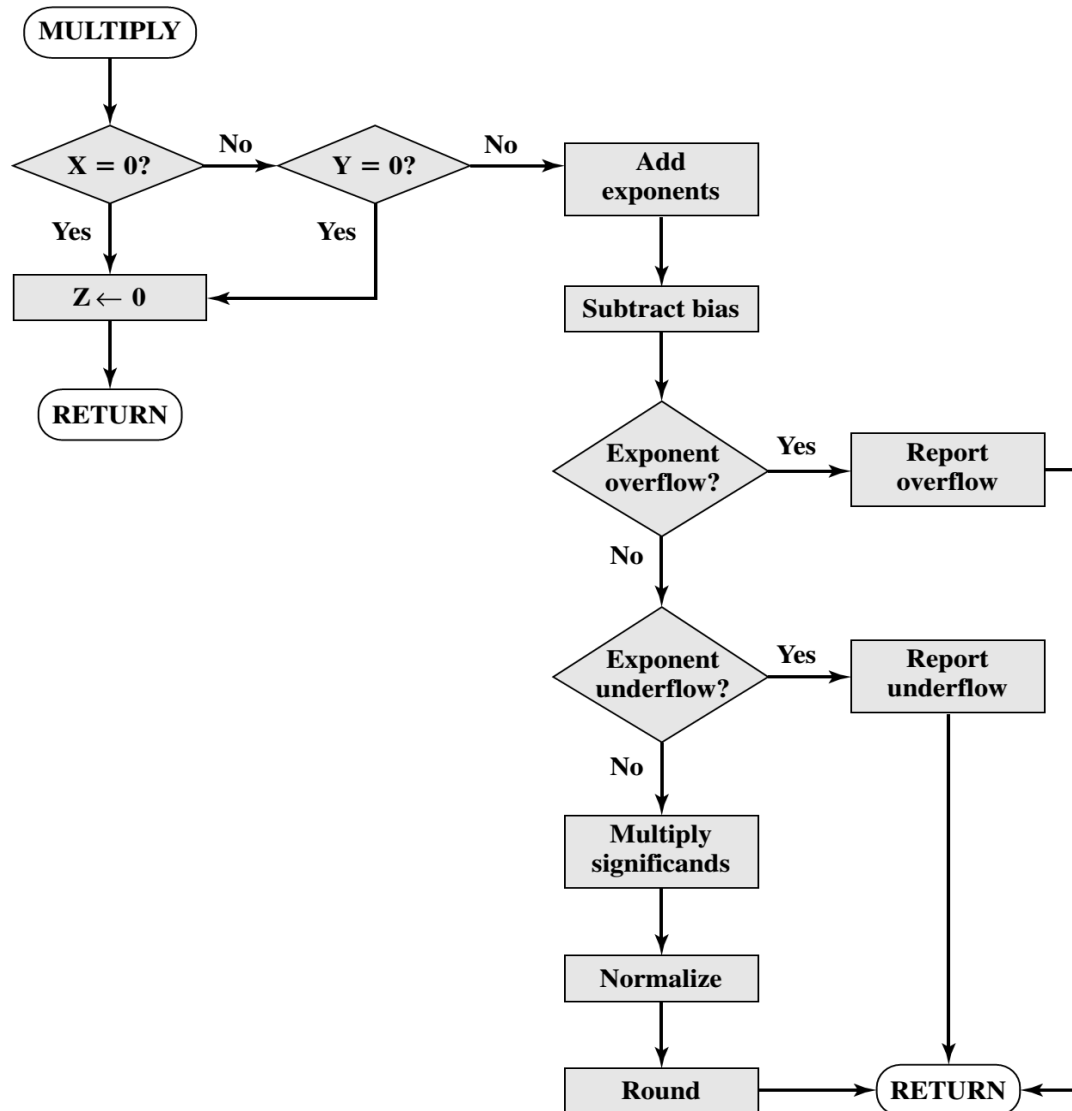 MULTIPLY
No
No
X = 0?
Y = 0?
Add
exponents
Yes
Yes
Z ← 0
Subtract bias
RETURN
Exponent
overflow?
Yes
Report
overflow
No
Exponent
underflow?
Yes
Report
underflow
No
Multiply
significands
Normalize
Round
RETURN